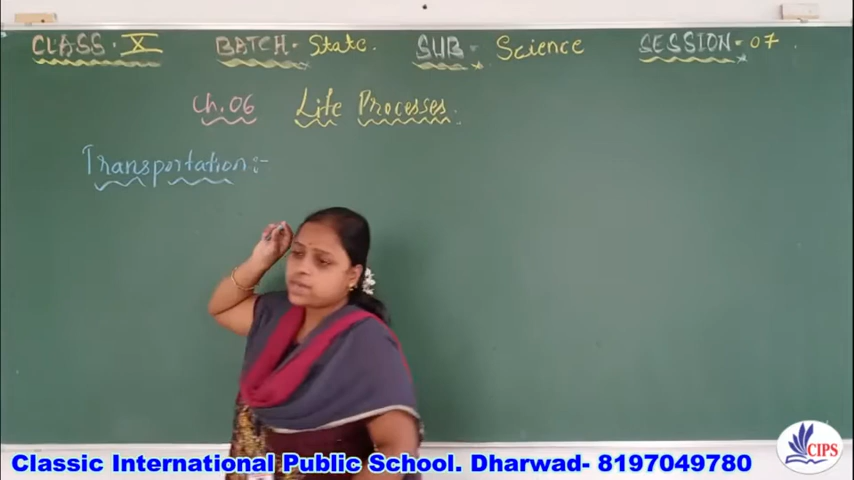 CLASS - X BATCH - State. SUB - Science SESSION - 07
Ch. 06 Life Processes.
Transportation :-
CIPS
Classic International Public School. Dharwad- 8197049780